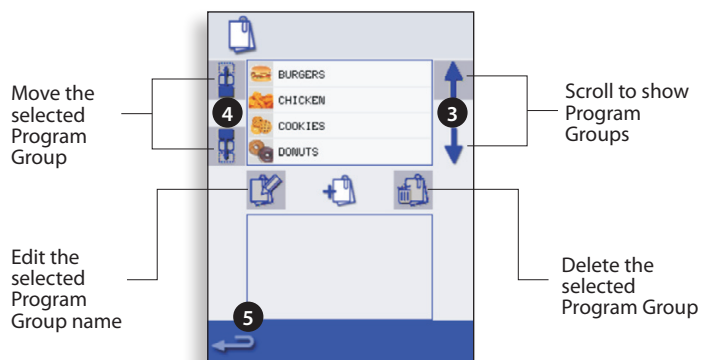 Move the
selected
Program
Group
Edit the
selected
Program
Group name
BURGERS
CHICKEN
COOKIES
DONUTS
4
3
5
Scroll to show
Program
Groups
Delete the
selected
Program Group